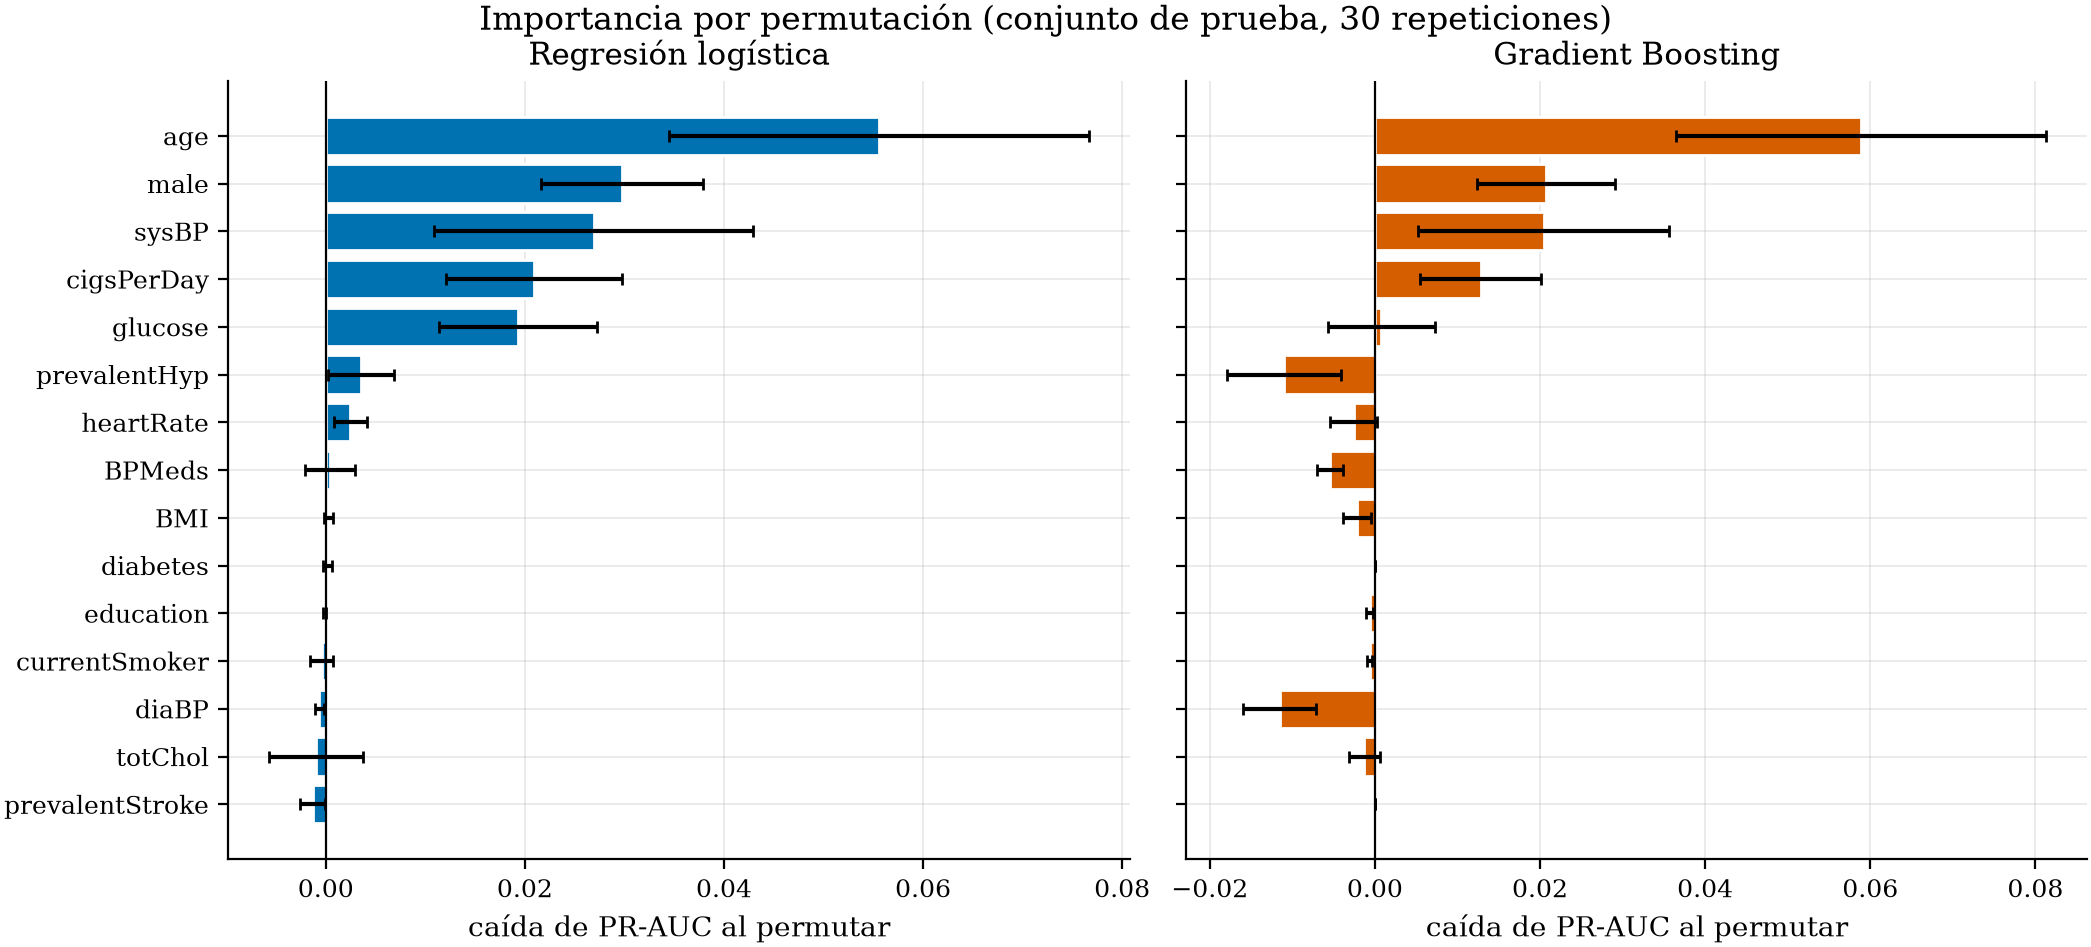 Importancia por permutación (conjunto de prueba, 30 repeticiones)
Regresión logística
age
male
sysBP
cigsPerDay
glucose
prevalentHyp
heartRate
BPMeds
BMI
diabetes
education
currentSmoker
diaBP
totChol
prevalentStroke
0.00 0.02 0.04 0.06 0.08
caída de PR-AUC al permutar
Gradient Boosting
−0.02 0.00 0.02 0.04 0.06 0.08
caída de PR-AUC al permutar